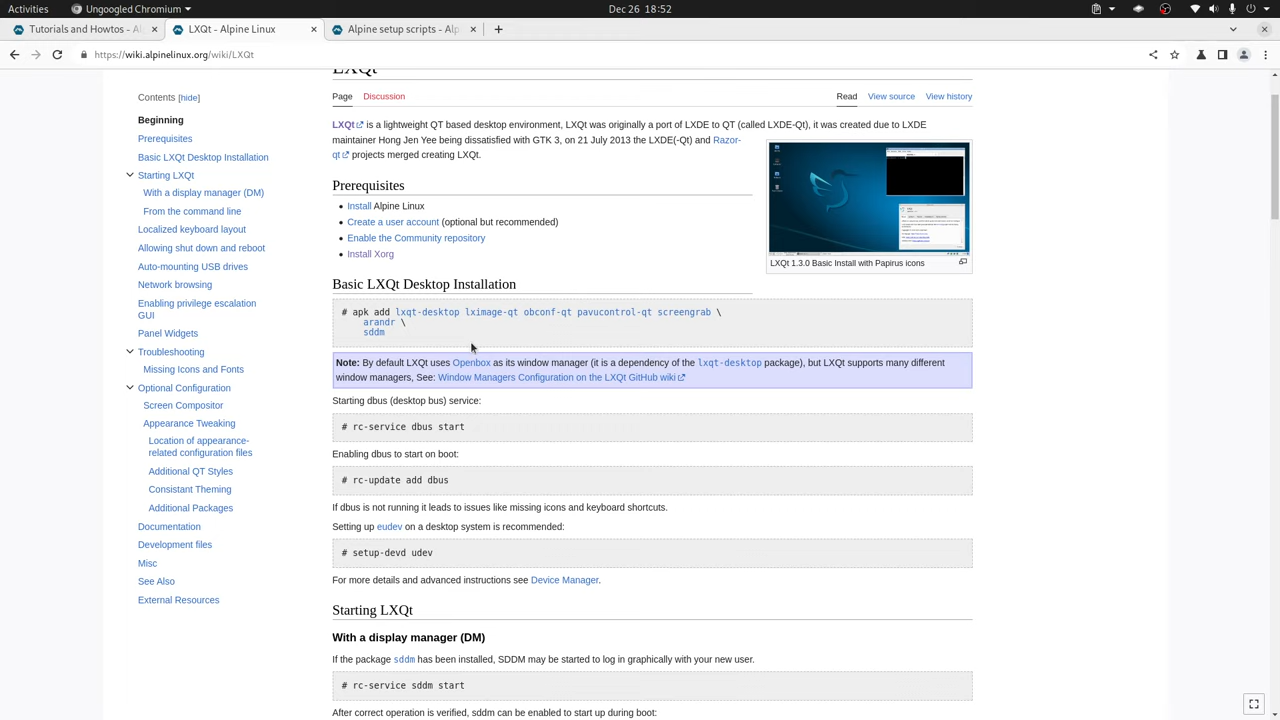 Activities
Dec 26 18:52
Tutorials and Howtos - A
LXQt - Alpine Linux
Alpine setup scripts - Alp
https://wiki.alpinelinux.org/wiki/LXQt
LXQt
Contents [hide]
Beginning
Prerequisites
Basic LXQt Desktop Installation
Starting LXQt
With a display manager (DM)
From the command line
Localized keyboard layout
Allowing shut down and reboot
Auto-mounting USB drives
Network browsing
Enabling privilege escalation
GUI
Panel Widgets
Troubleshooting
Missing Icons and Fonts
Optional Configuration
Screen Compositor
Appearance Tweaking
Location of appearance-
related configuration files
Additional QT Styles
Consistant Theming
Additional Packages
Documentation
Development files
Misc
See Also
External Resources
Page Discussion Read View source View history
LXQt is a lightweight QT based desktop environment, LXQt was originally a port of LXDE to QT (called LXDE-Qt), it was created due to LXDE
maintainer Hong Jen Yee being dissatisfied with GTK 3, on 21 July 2013 the LXDE(-Qt) and Razor-
qt projects merged creating LXQt.
LXQt 1.3.0 Basic Install with Papirus icons
Prerequisites
Install Alpine Linux
Create a user account (optional but recommended)
Enable the Community repository
Install Xorg
Basic LXQt Desktop Installation
# apk add lxqt-desktop lximage-qt obconf-qt pavucontrol-qt screengrab \
arandr \
sddm
Note: By default LXQt uses Openbox as its window manager (it is a dependency of the lxqt-desktop package), but LXQt supports many different
window managers, See: Window Managers Configuration on the LXQt GitHub wiki
Starting dbus (desktop bus) service:
# rc-service dbus start
Enabling dbus to start on boot:
# rc-update add dbus
If dbus is not running it leads to issues like missing icons and keyboard shortcuts.
Setting up eudev on a desktop system is recommended:
# setup-devd udev
For more details and advanced instructions see Device Manager.
Starting LXQt
With a display manager (DM)
If the package sddm has been installed, SDDM may be started to log in graphically with your new user.
# rc-service sddm start
After correct operation is verified, sddm can be enabled to start up during boot: